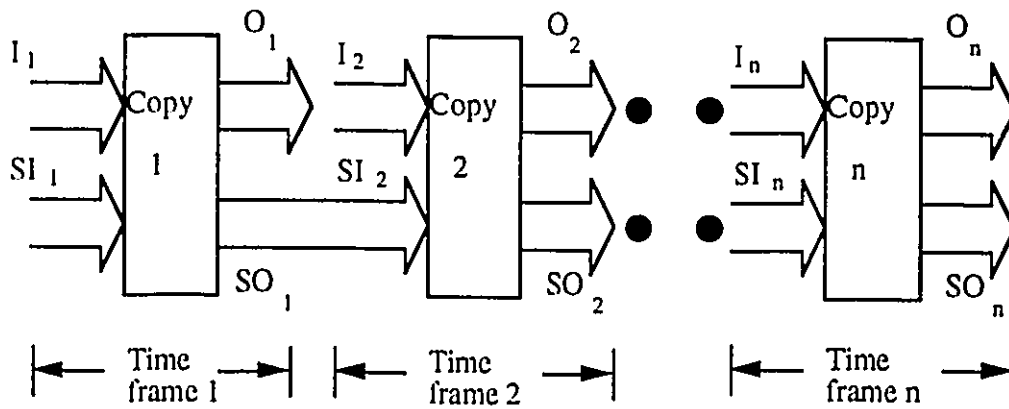 I1 O1 I2 O2 In On
Copy Copy Copy
1 2 n
SI1 SI2 SIn
SO1 SO2 SOn
Time Time Time
frame 1 frame 2 frame n